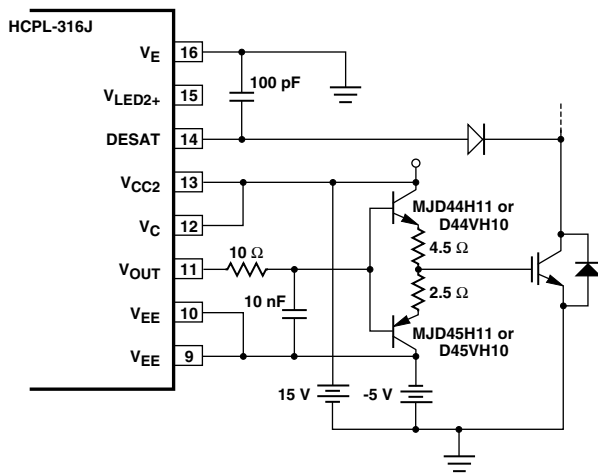 HCPL-316J
VE 16
100 pF
VLED2+ 15
DESAT 14
VCC2 13
MJD44H11 or
D44VH10
VC 12
4.5 Ω
10 Ω
VOUT 11
2.5 Ω
10 nF
VEE 10
MJD45H11 or
D45VH10
VEE 9
15 V
-5 V